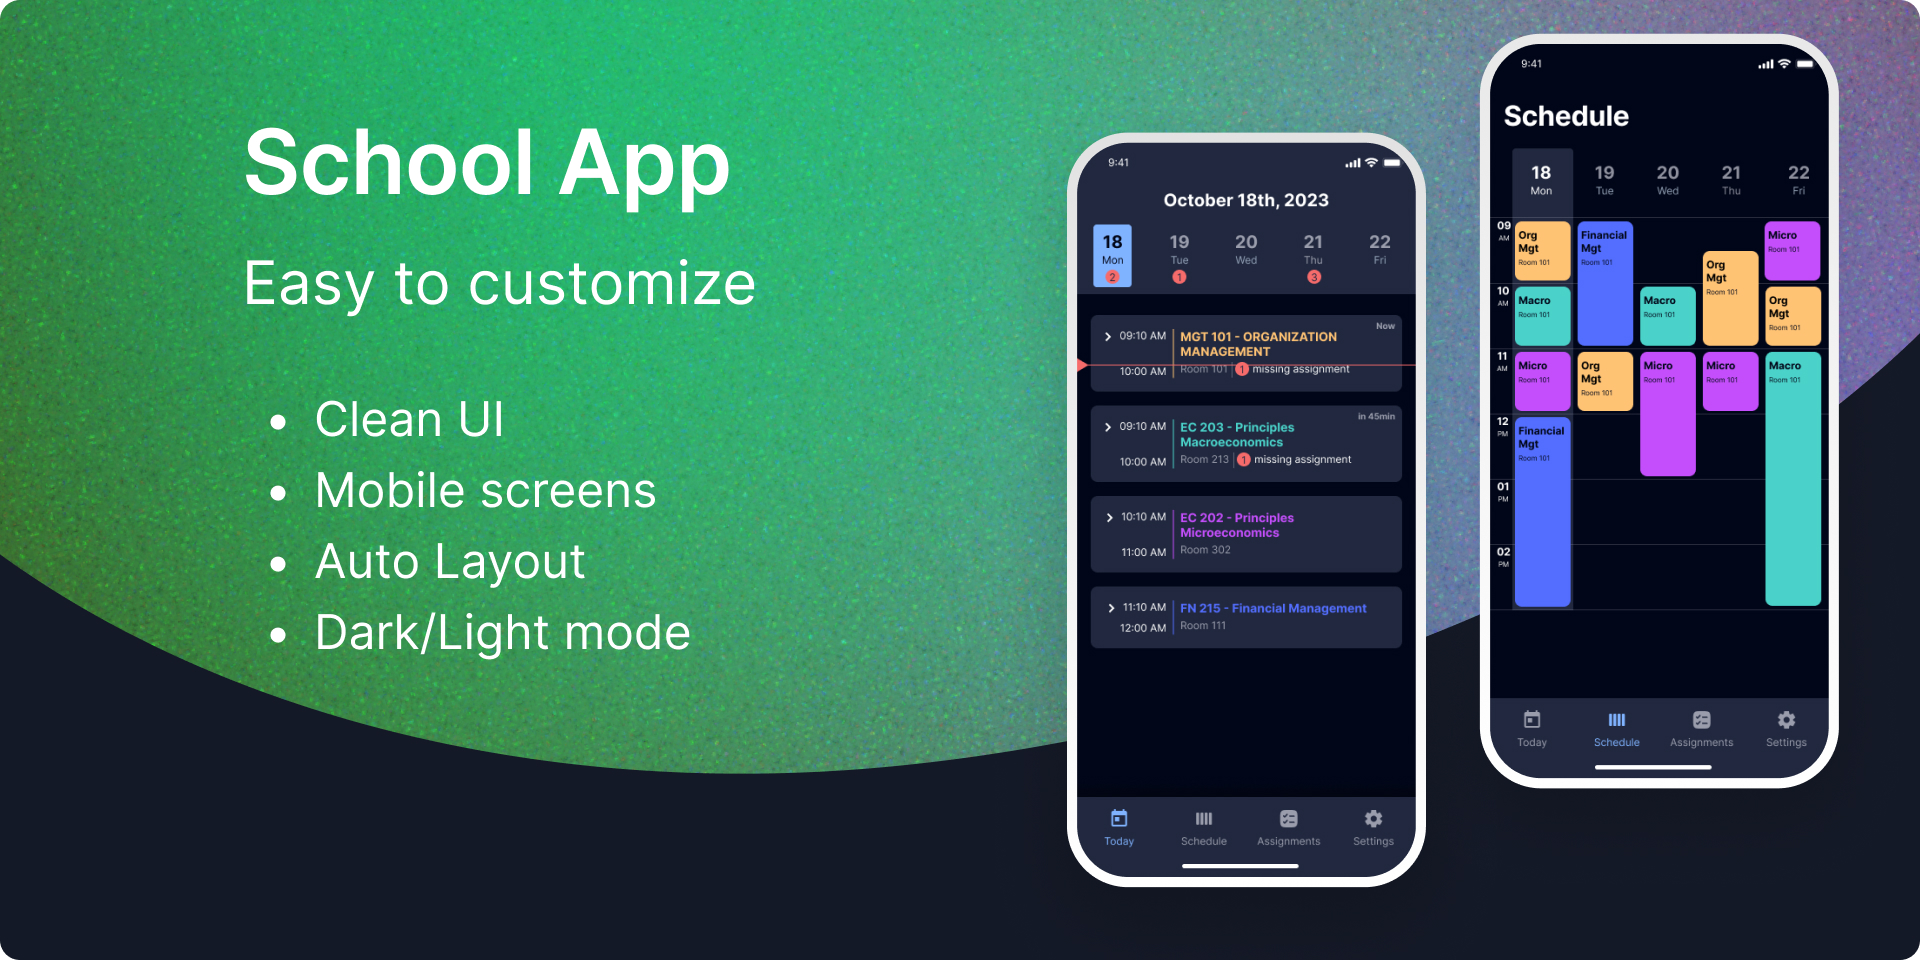 School App
Easy to customize
• Clean UI
• Mobile screens
• Auto Layout
• Dark/Light mode
9:41
October 18th, 2023
18 19 20 21 22
Mon Tue Wed Thu Fri
2 1 3
Now
09:10 AM MGT 101 - ORGANIZATION
MANAGEMENT
10:00 AM Room 101 1 missing assignment
in 45min
09:10 AM EC 203 - Principles
Macroeconomics
10:00 AM Room 213 1 missing assignment
10:10 AM EC 202 - Principles
Microeconomics
11:00 AM Room 302
11:10 AM FN 215 - Financial Management
12:00 AM Room 111
Today Schedule Assignments Settings
9:41
Schedule
18 19 20 21 22
Mon Tue Wed Thu Fri
09
AM
10
AM
11
AM
12
PM
01
PM
02
PM
Org
Mgt
Room 101
Macro
Room 101
Micro
Room 101
Financial
Mgt
Room 101
Financial
Mgt
Room 101
Org
Mgt
Room 101
Macro
Room 101
Micro
Room 101
Org
Mgt
Room 101
Micro
Room 101
Micro
Room 101
Org
Mgt
Room 101
Macro
Room 101
Today Schedule Assignments Settings